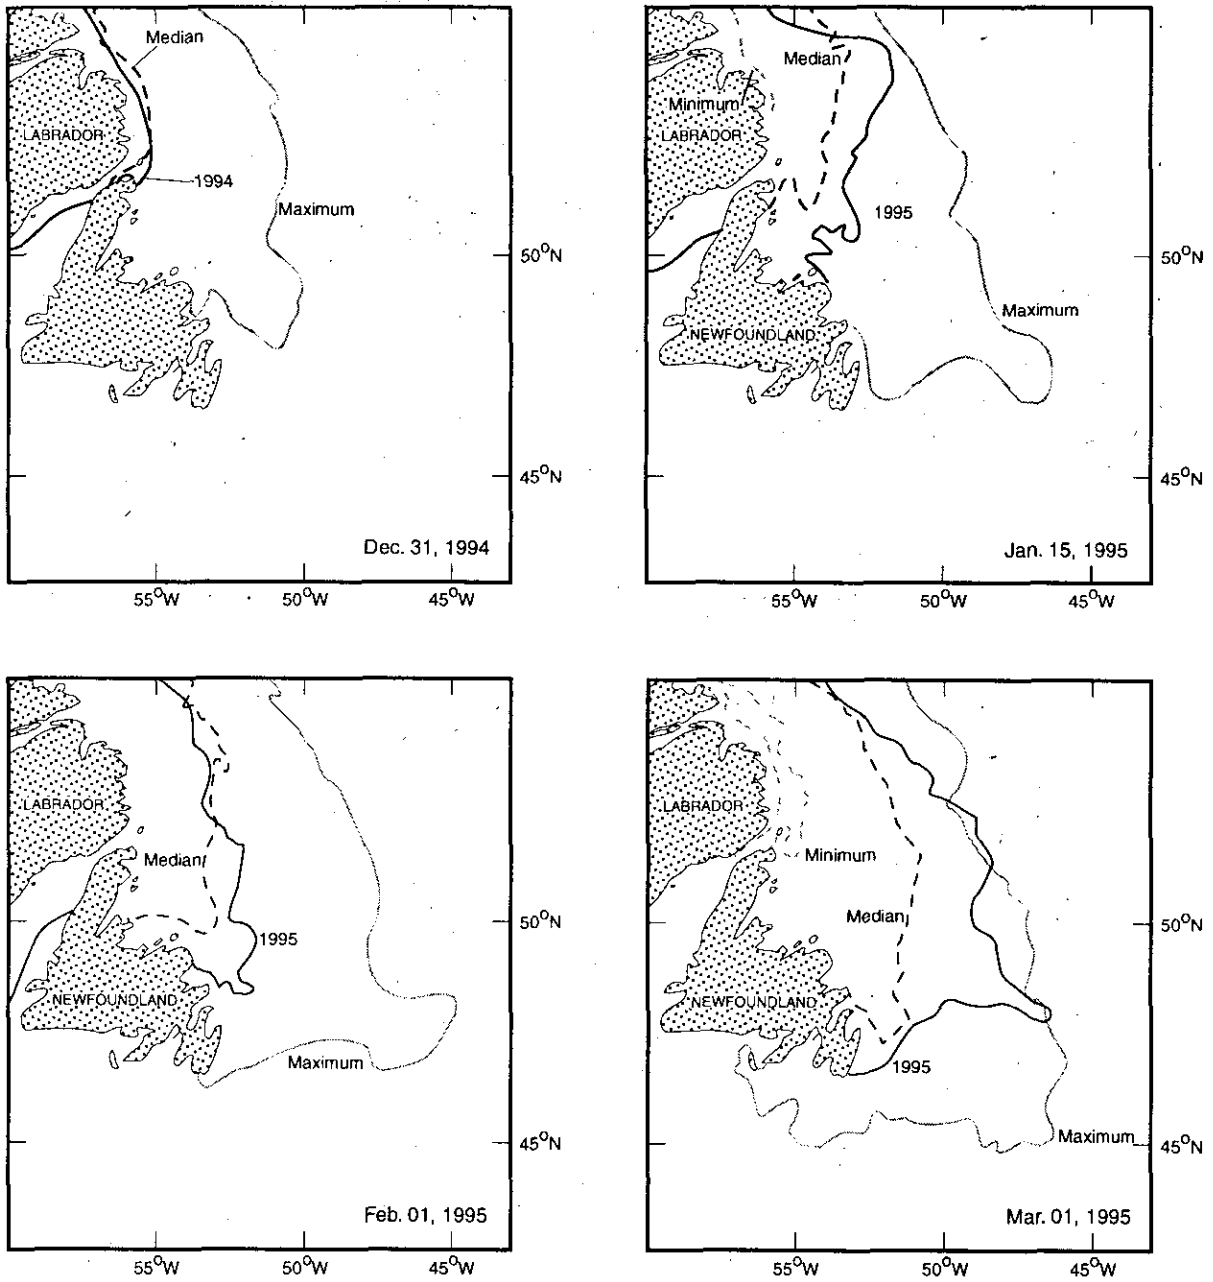 Median
LABRADOR
1994
Maximum
50°N
45°N
Dec. 31, 1994
55°W
50°W
45°W
Median
Minimum
LABRADOR
1995
50°N
Maximum
NEWFOUNDLAND
45°N
Jan. 15, 1995
55°W
50°W
45°W
LABRADOR
Median
50°N
1995
NEWFOUNDLAND
Maximum
45°N
Feb. 01, 1995
55°W
50°W
45°W
LABRADOR
Minimum
Median
50°N
NEWFOUNDLAND
1995
Maximum
45°N
Mar. 01, 1995
55°W
50°W
45°W